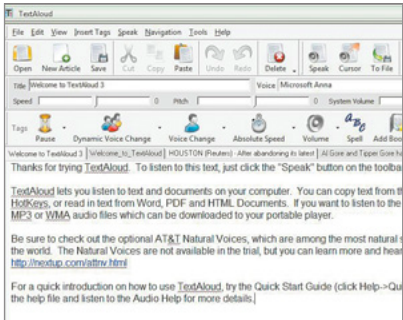 TextAloud
File Edit View Insert Tags Speak Navigation Tools Help
Open New Article Save Cut Copy Paste Undo Redo Delete Speak Cursor To File
Title Welcome to TextAloud 3 Voice Microsoft Anna
Speed 0 Pitch 0 System Volume
Tags Pause Dynamic Voice Change Voice Change Absolute Speed Volume Spell Add Boo
Welcome to TextAloud 3 Welcome_to_TextAloud HOUSTON (Reuters) - After abandoning its latest Al Gore and Tipper Gore ha
Thanks for trying TextAloud. To listen to this text, just click the "Speak" button on the toolba
TextAloud lets you listen to text and documents on your computer. You can copy text from th
HotKeys, or read in text from Word, PDF and HTML Documents. If you want to listen to the
MP3 or WMA audio files which can be downloaded to your portable player.
Be sure to check out the optional AT&T Natural Voices, which are among the most natural s
the world. The Natural Voices are not available in the trial, but you can learn more and hear
http://nextup.com/attnv.html
For a quick introduction on how to use TextAloud, try the Quick Start Guide (click Help->Qu
the help file and listen to the Audio Help for more details.